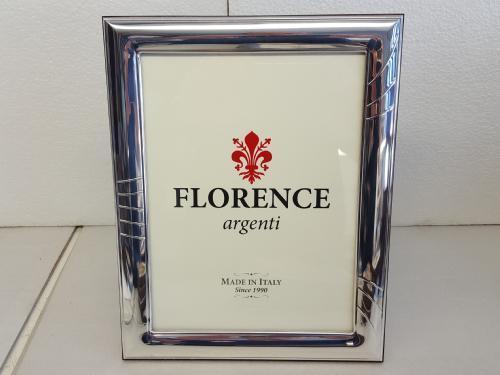 FLORENCE
argenti
MADE IN ITALY
Since 1990